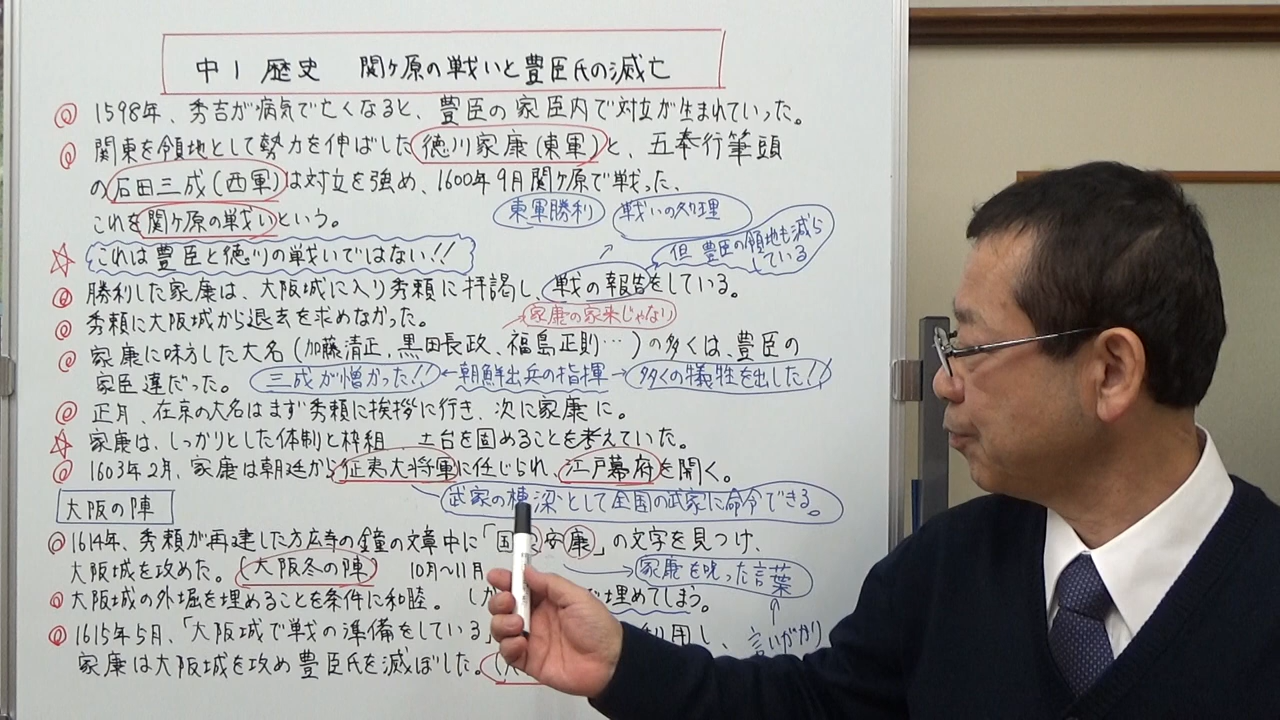 中1 歴史 関ヶ原の戦いと豊臣氏の滅亡
◎ 1598年、秀吉が病気で亡くなると、豊臣の家臣内で対立が生まれていった。
◎ 関東を領地として勢力を伸ばした徳川家康(東軍)と、五奉行筆頭
の石田三成(西軍)は対立を強め、1600年9月関ヶ原で戦った、
これを関ヶ原の戦いという。
東軍勝利
戦いの処理
☆ これは豊臣と徳川の戦いではない!!
但 豊臣の領地も減ら
している
◎ 勝利した家康は、大阪城に入り秀頼に拝謁し、戦の報告をしている。
◎ 秀頼に大阪城から退去を求めなかった。
家康の家来じゃない
◎ 家康に味方した大名(加藤清正、黒田長政、福島正則…)の多くは、豊臣の
家臣達だった。
三成が憎かった!!←朝鮮出兵の指揮→多くの犠牲を出した!
◎ 正月、在京の大名はまず秀頼に挨拶に行き、次に家康に。
☆ 家康は、しっかりとした体制と枠組 土台を固めることを考えていた。
◎ 1603年2月、家康は朝廷から征夷大将軍に任じられ、江戸幕府を開く。
武家の棟梁として全国の武家に命令できる。
大阪の陣
◎ 1614年、秀頼が再建した方広寺の鐘の文章中に「国 安康」の文字を見つけ、
大阪城を攻めた。(大阪冬の陣) 10月〜11月
家康を呪った言葉
◎ 大阪城の外堀を埋めることを条件に和睦。 しか で埋めてしまう。
◎ 1615年5月、「大阪城で戦の準備をしている」 利用し、
言いがかり
家康は大阪城を攻め豊臣氏を滅ぼした。(大